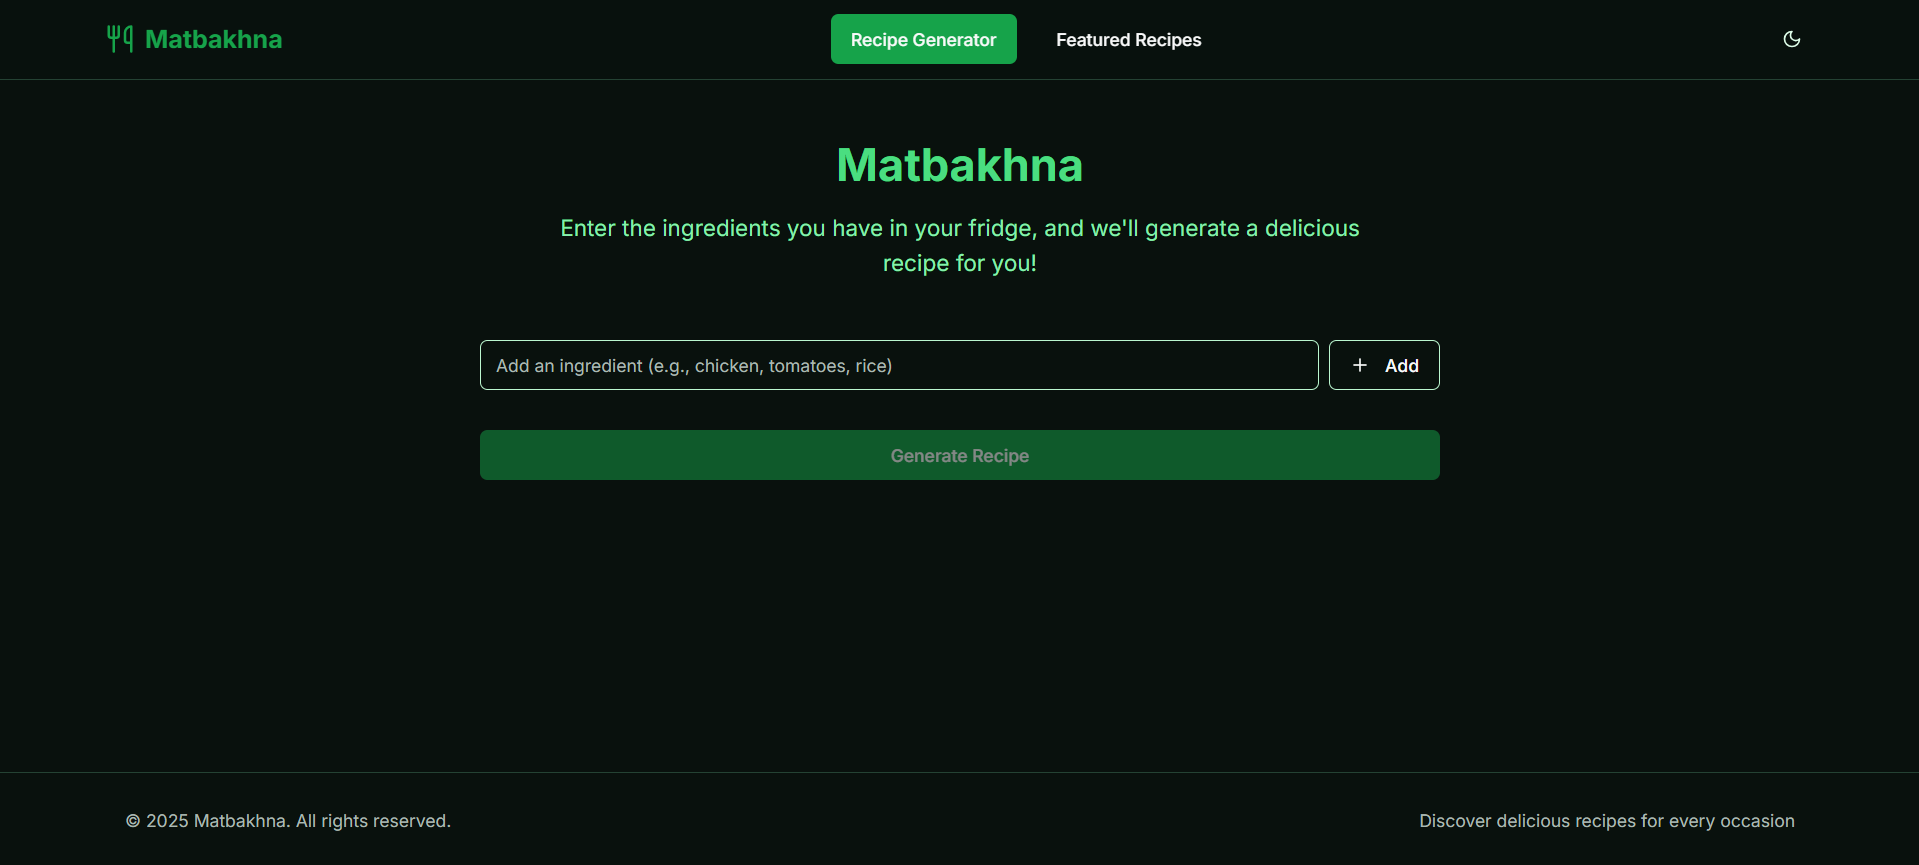 Matbakhna
Recipe Generator
Featured Recipes
Matbakhna
Enter the ingredients you have in your fridge, and we'll generate a delicious
recipe for you!
Add an ingredient (e.g., chicken, tomatoes, rice)
Add
Generate Recipe
© 2025 Matbakhna. All rights reserved.
Discover delicious recipes for every occasion